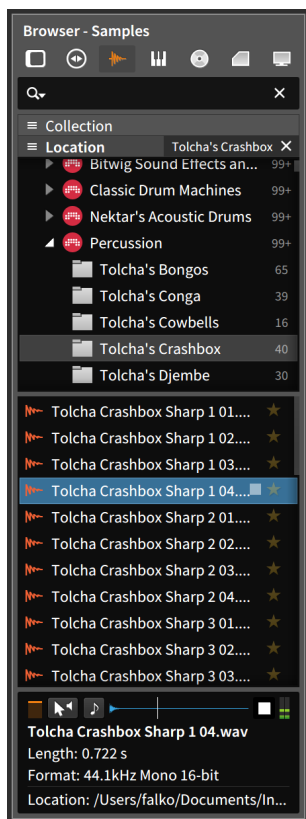 Browser - Samples
Collection
Location Tolcha's Crashbox
Bitwig Sound Effects an... 99+
Classic Drum Machines 99+
Nektar's Acoustic Drums 99+
Percussion 99+
Tolcha's Bongos 65
Tolcha's Conga 39
Tolcha's Cowbells 16
Tolcha's Crashbox 40
Tolcha's Djembe 30
Tolcha Crashbox Sharp 1 01....
Tolcha Crashbox Sharp 1 02....
Tolcha Crashbox Sharp 1 03....
Tolcha Crashbox Sharp 1 04....
Tolcha Crashbox Sharp 2 01....
Tolcha Crashbox Sharp 2 02....
Tolcha Crashbox Sharp 2 03....
Tolcha Crashbox Sharp 2 04....
Tolcha Crashbox Sharp 3 01....
Tolcha Crashbox Sharp 3 02....
Tolcha Crashbox Sharp 3 03....
Tolcha Crashbox Sharp 1 04.wav
Length: 0.722 s
Format: 44.1kHz Mono 16-bit
Location: /Users/falko/Documents/In...